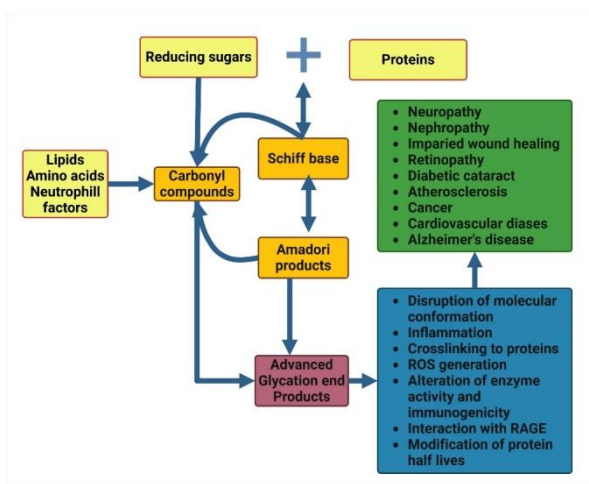 Reducing sugars
+
Proteins
Lipids
Amino acids
Neutrophill
factors
Carbonyl
compounds
Schiff base
Amadori
products
Advanced
Glycation end
Products
• Neuropathy
• Nephropathy
• Imparied wound healing
• Retinopathy
• Diabetic cataract
• Atherosclerosis
• Cancer
• Cardiovascular diases
• Alzheimer's disease
• Disruption of molecular
conformation
• Inflammation
• Crosslinking to proteins
• ROS generation
• Alteration of enzyme
activity and
immunogenicity
• Interaction with RAGE
• Modification of protein
half lives